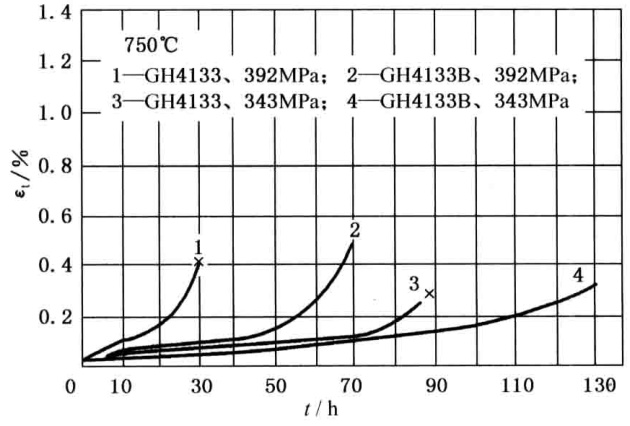 1.4
750℃
1—GH4133、392MPa; 2—GH4133B、392MPa;
3—GH4133、343MPa; 4—GH4133B、343MPa
1.2
1.0
0.8
0.6
0.4
0.2
εt/%
1
2
3
×
4
×
0 10 30 50 70 90 110 130
t/h